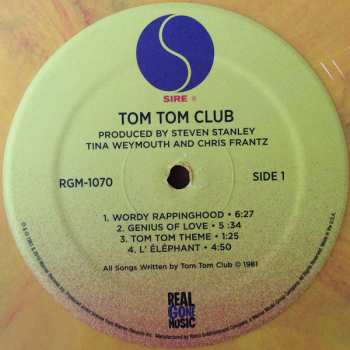 SIRE ®
TOM TOM CLUB
PRODUCED BY STEVEN STANLEY
TINA WEYMOUTH AND CHRIS FRANTZ
RGM-1070
SIDE 1
1. WORDY RAPPINGHOOD • 6:27
2. GENIUS OF LOVE • 5 :34
3. TOM TOM THEME • 1:25
4. L' ÉLÉPHANT • 4:50
All Songs Written by Tom Tom Club © 1981
REAL
GONE
MUSIC